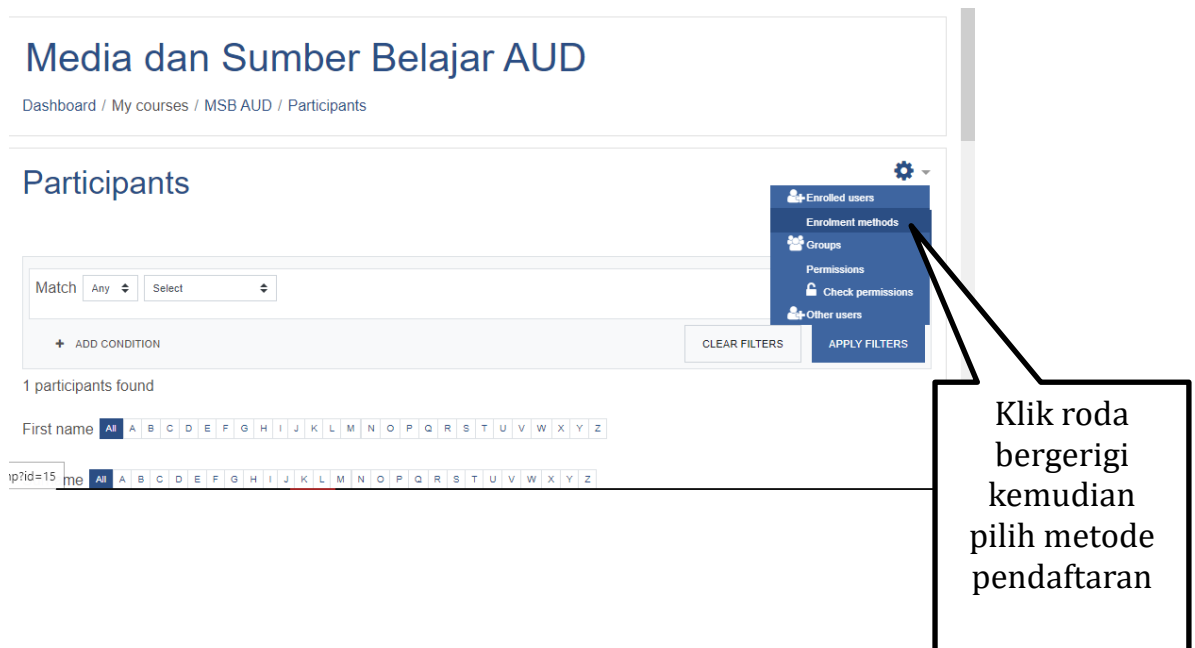 Media dan Sumber Belajar AUD
Dashboard / My courses / MSB AUD / Participants
Participants
Enrolled users
Enrolment methods
Groups
Permissions
Check permissions
Other users
Match Any Select
+ ADD CONDITION
CLEAR FILTERS APPLY FILTERS
1 participants found
First name All A B C D E F G H I J K L M N O P Q R S T U V W X Y Z
np?id=15 me All A B C D E F G H I J K L M N O P Q R S T U V W X Y Z
Klik roda
bergerigi
kemudian
pilih metode
pendaftaran